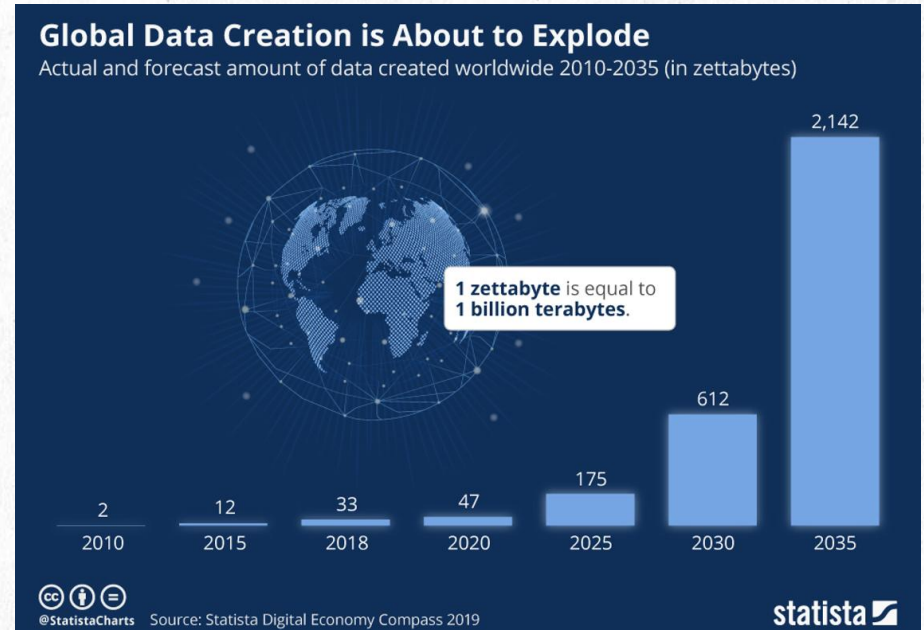 Global Data Creation is About to Explode
Actual and forecast amount of data created worldwide 2010-2035 (in zettabytes)
2,142
1 zettabyte is equal to
1 billion terabytes.
612
175
47
33
12
2
2010 2015 2018 2020 2025 2030 2035
@StatistaCharts Source: Statista Digital Economy Compass 2019
statista